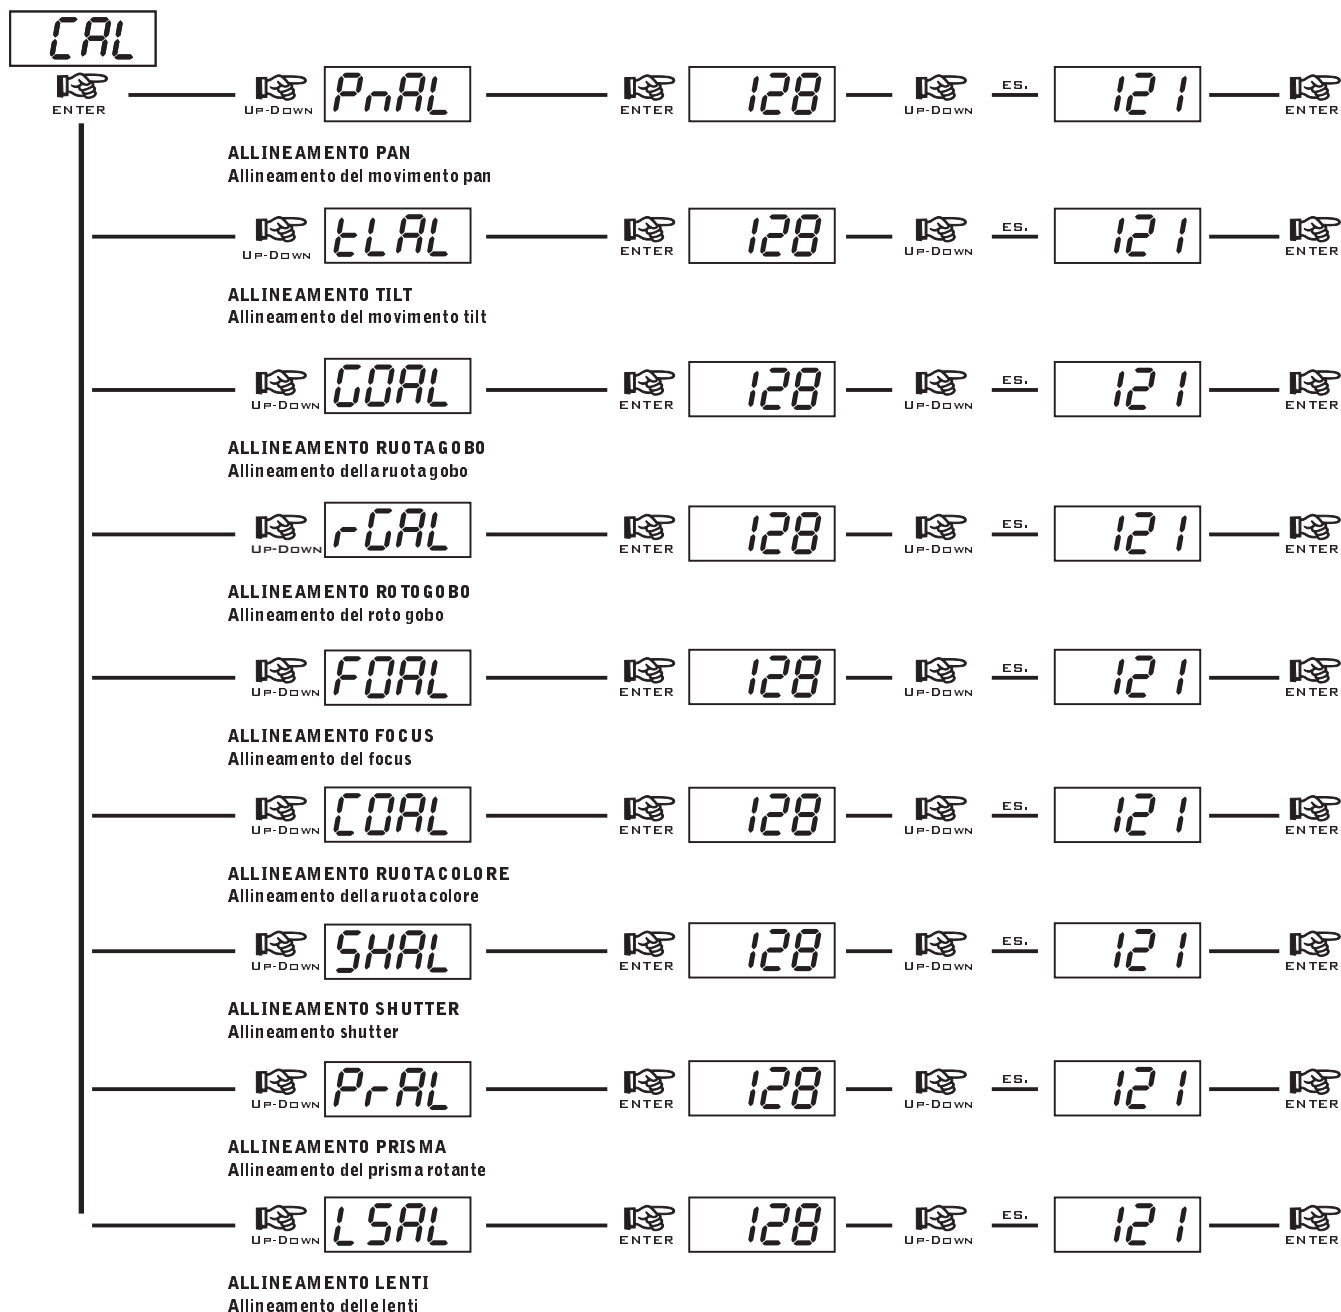 CAL
ENTER
UP-DOWN PnAL ENTER 128 UP-DOWN ES. 121 ENTER
ALLINEAMENTO PAN
Allineamento del movimento pan
UP-DOWN tLAL ENTER 128 UP-DOWN ES. 121 ENTER
ALLINEAMENTO TILT
Allineamento del movimento tilt
UP-DOWN GOAL ENTER 128 UP-DOWN ES. 121 ENTER
ALLINEAMENTO RUOTA GOBO
Allineamento della ruota gobo
UP-DOWN rGAL ENTER 128 UP-DOWN ES. 121 ENTER
ALLINEAMENTO ROTOGOBO
Allineamento del roto gobo
UP-DOWN FOAL ENTER 128 UP-DOWN ES. 121 ENTER
ALLINEAMENTO FOCUS
Allineamento del focus
UP-DOWN COAL ENTER 128 UP-DOWN ES. 121 ENTER
ALLINEAMENTO RUOTA COLORE
Allineamento della ruota colore
UP-DOWN SHAL ENTER 128 UP-DOWN ES. 121 ENTER
ALLINEAMENTO SHUTTER
Allineamento shutter
UP-DOWN PrAL ENTER 128 UP-DOWN ES. 121 ENTER
ALLINEAMENTO PRISMA
Allineamento del prisma rotante
UP-DOWN LSAL ENTER 128 UP-DOWN ES. 121 ENTER
ALLINEAMENTO LENTI
Allineamento delle lenti